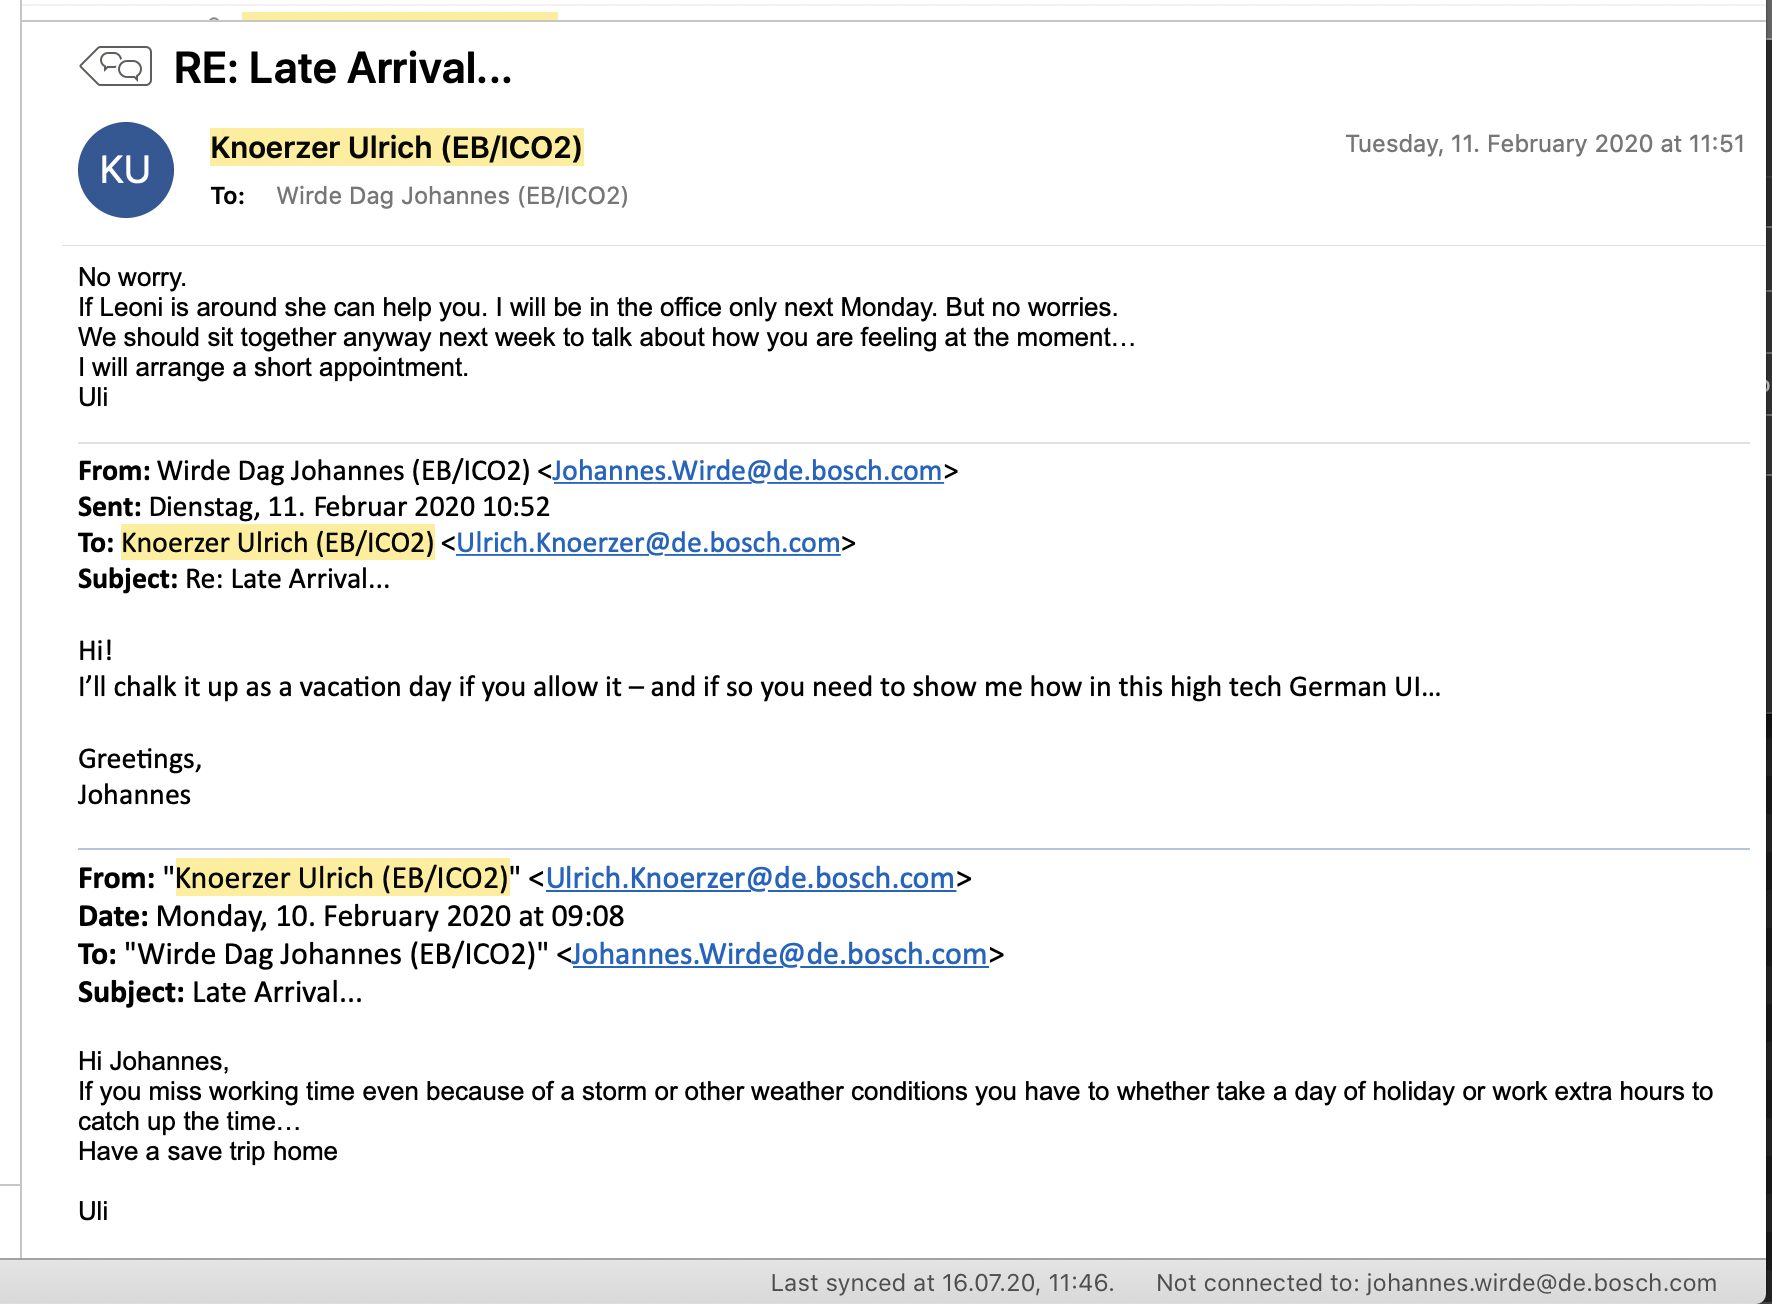 RE: Late Arrival...
KU
Knoerzer Ulrich (EB/ICO2)
Tuesday, 11. February 2020 at 11:51
To: Wirde Dag Johannes (EB/ICO2)
No worry.
If Leoni is around she can help you. I will be in the office only next Monday. But no worries.
We should sit together anyway next week to talk about how you are feeling at the moment…
I will arrange a short appointment.
Uli
From: Wirde Dag Johannes (EB/ICO2) <Johannes.Wirde@de.bosch.com>
Sent: Dienstag, 11. Februar 2020 10:52
To: Knoerzer Ulrich (EB/ICO2) <Ulrich.Knoerzer@de.bosch.com>
Subject: Re: Late Arrival...
Hi!
I’ll chalk it up as a vacation day if you allow it – and if so you need to show me how in this high tech German UI...
Greetings,
Johannes
From: "Knoerzer Ulrich (EB/ICO2)" <Ulrich.Knoerzer@de.bosch.com>
Date: Monday, 10. February 2020 at 09:08
To: "Wirde Dag Johannes (EB/ICO2)" <Johannes.Wirde@de.bosch.com>
Subject: Late Arrival...
Hi Johannes,
If you miss working time even because of a storm or other weather conditions you have to whether take a day of holiday or work extra hours to
catch up the time…
Have a save trip home
Uli
Last synced at 16.07.20, 11:46. Not connected to: johannes.wirde@de.bosch.com